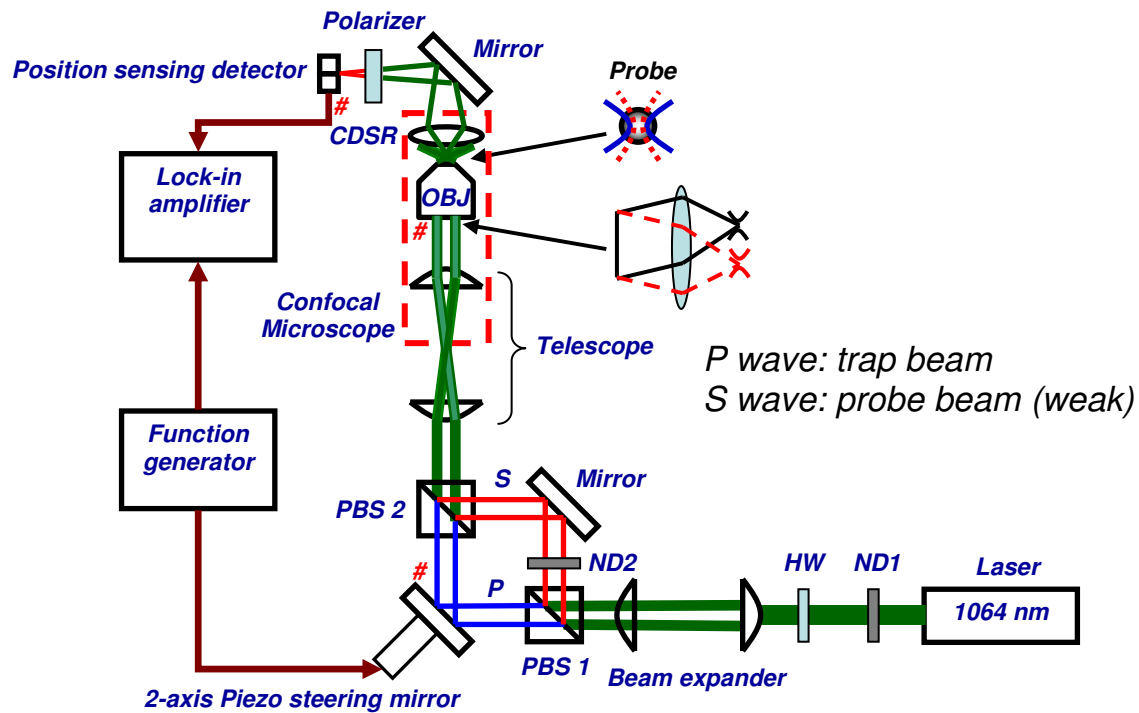 Polarizer
Mirror
Position sensing detector
#
Probe
CDSR
Lock-in
amplifier
OBJ
#
Confocal
Microscope
Telescope
P wave: trap beam
S wave: probe beam (weak)
Function
generator
S
Mirror
PBS 2
ND2
HW
ND1
Laser
#
P
1064 nm
PBS 1
Beam expander
2-axis Piezo steering mirror